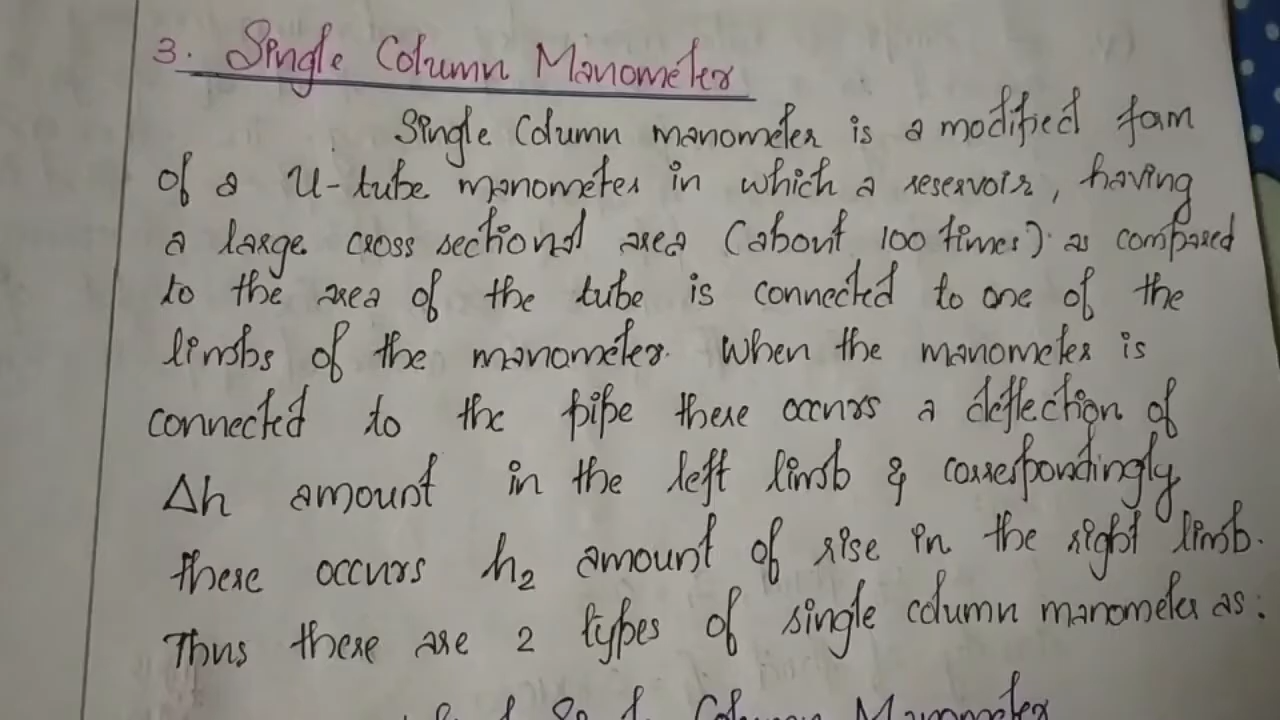 3. Single Column Manometer
Single Column manometer is a modified form
of a U-tube manometer in which a reservoir, having
a large cross sectional area (about 100 times) as compared
to the area of the tube is connected to one of the
limbs of the manometer. When the manometer is
connected to the pipe there occurs a deflection of
Δh amount in the left limb & correspondingly
there occurs h₂ amount of rise in the right limb.
Thus there are 2 types of single column manometer as:
Column Manometer